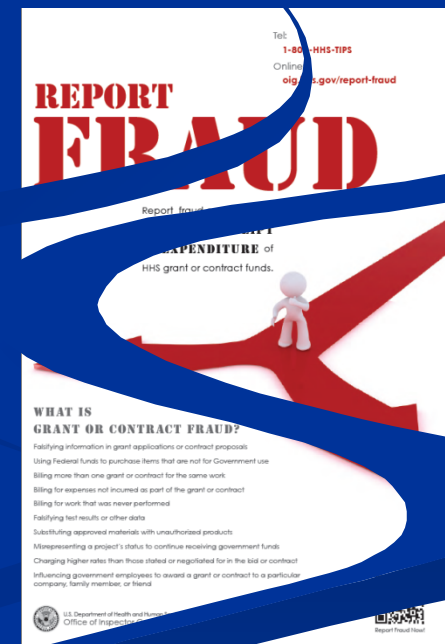 Tel:
1-80 -HHS-TIPS
Online
oig. s.gov/report-fraud
REPORT
FRAUD
Report fraud
EXPENDITURE of
HHS grant or contract funds.
WHAT IS
GRANT OR CONTRACT FRAUD?
Falsifying information in grant applications or contract proposals
Using Federal funds to purchase items that are not for Government use
Billing more than one grant or contract for the same work
Billing for expenses not incurred as part of the grant or contract
Billing for work that was never performed
Falsifying test results or other data
Substituting approved materials with unauthorized products
Misrepresenting a project's status to continue receiving government funds
Charging higher rates than those stated or negotiated for in the bid or contract
Influencing government employees to award a grant or contract to a particular
company, family member, or friend
U.S. Department of Health and Human
Office of Inspector
Report Fraud Now!